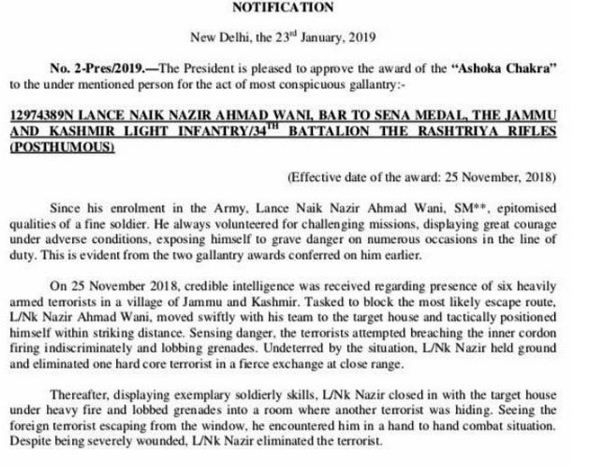 NOTIFICATION
New Delhi, the 23rd January, 2019
No. 2-Pres/2019.—The President is pleased to approve the award of the “Ashoka Chakra”
to the under mentioned person for the act of most conspicuous gallantry:-
12974389N LANCE NAIK NAZIR AHMAD WANI, BAR TO SENA MEDAL, THE JAMMU
AND KASHMIR LIGHT INFANTRY/34TH BATTALION THE RASHTRIYA RIFLES
(POSTHUMOUS)
(Effective date of the award: 25 November, 2018)
Since his enrolment in the Army, Lance Naik Nazir Ahmad Wani, SM**, epitomised
qualities of a fine soldier. He always volunteered for challenging missions, displaying great courage
under adverse conditions, exposing himself to grave danger on numerous occasions in the line of
duty. This is evident from the two gallantry awards conferred on him earlier.
On 25 November 2018, credible intelligence was received regarding presence of six heavily
armed terrorists in a village of Jammu and Kashmir. Tasked to block the most likely escape route,
L/Nk Nazir Ahmad Wani, moved swiftly with his team to the target house and tactically positioned
himself within striking distance. Sensing danger, the terrorists attempted breaching the inner cordon
firing indiscriminately and lobbing grenades. Undeterred by the situation, L/Nk Nazir held ground
and eliminated one hard core terrorist in a fierce exchange at close range.
Thereafter, displaying exemplary soldierly skills, L/Nk Nazir closed in with the target house
under heavy fire and lobbed grenades into a room where another terrorist was hiding. Seeing the
foreign terrorist escaping from the window, he encountered him in a hand to hand combat situation.
Despite being severely wounded, L/Nk Nazir eliminated the terrorist.